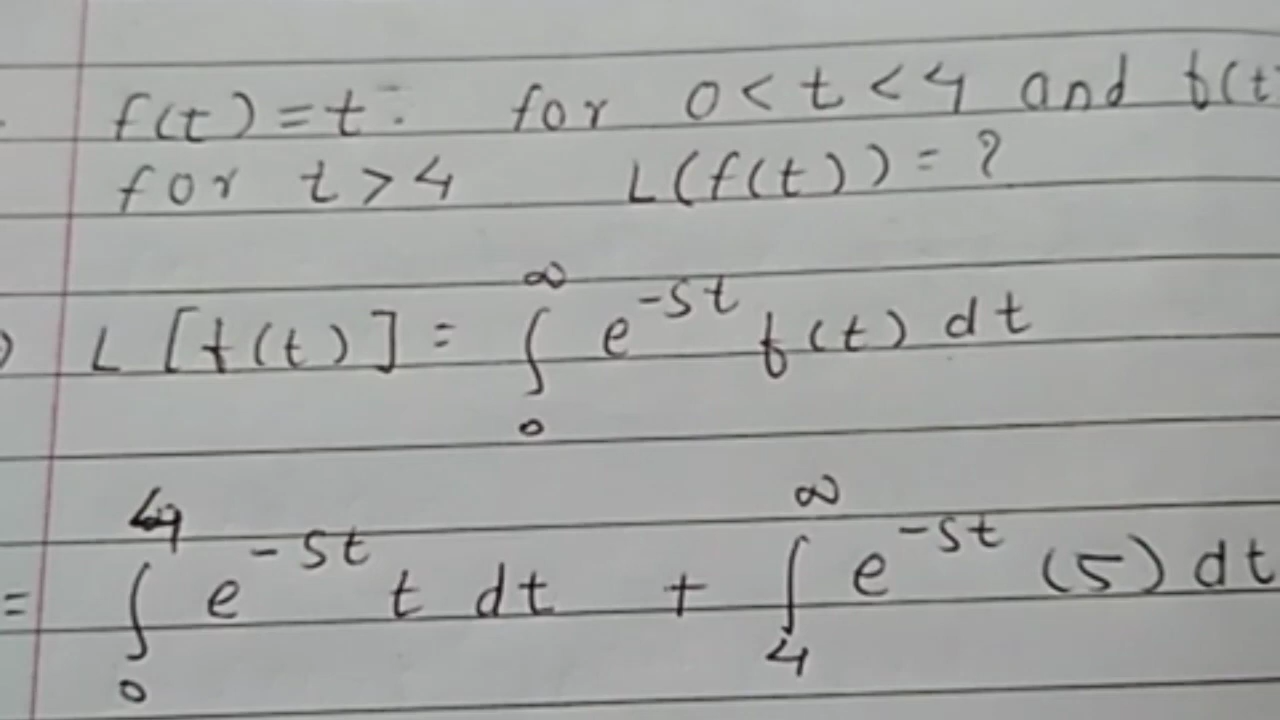 f(t) = t. for 0 < t < 4 and f(t
for t > 4 L(f(t)) = ?
) L [f(t)] = ∫₀^∞ e^{-st} f(t) dt
= ∫₀^4 e^{-st} t dt + ∫₄^∞ e^{-st} (5) dt